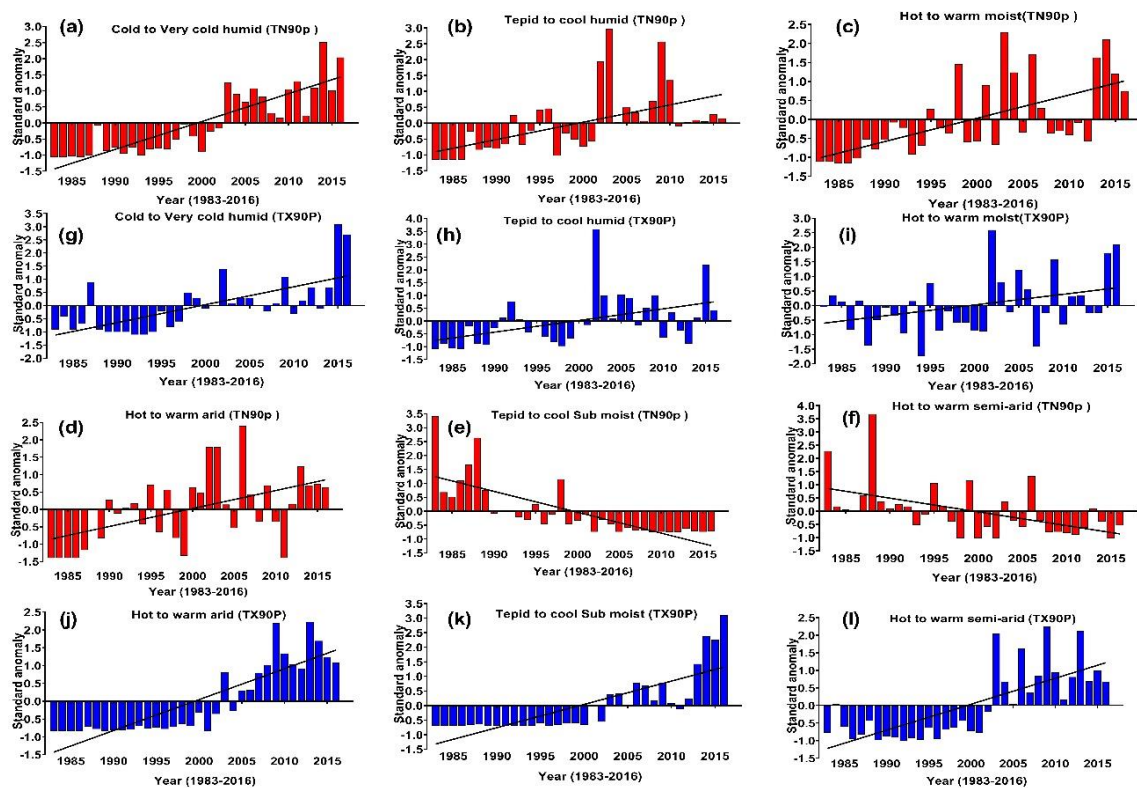 (a)
Cold to Very cold humid (TN90p)
Standard anomaly
3.0
2.5
2.0
1.5
1.0
0.5
0.0
-0.5
-1.0
-1.5
1985 1990 1995 2000 2005 2010 2015
Year (1983-2016)
(b)
Tepid to cool humid (TN90p)
Standard anomaly
3.0
2.5
2.0
1.5
1.0
0.5
0.0
-0.5
-1.0
-1.5
1985 1990 1995 2000 2005 2010 2015
Year (1983-2016)
(c)
Hot to warm moist(TN90p )
Standard anomaly
2.5
2.0
1.5
1.0
0.5
0.0
-0.5
-1.0
-1.5
1985 1990 1995 2000 2005 2010 2015
Year (1983-2016)
(g)
Cold to Very cold humid (TX90P)
Standard anomaly
3.5
3.0
2.5
2.0
1.5
1.0
0.5
0.0
-0.5
-1.0
-1.5
-2.0
1985 1990 1995 2000 2005 2010 2015
Year (1983-2016)
(h)
Tepid to cool humid (TX90P)
Standard anomaly
4.0
3.5
3.0
2.5
2.0
1.5
1.0
0.5
0.0
-0.5
-1.0
-1.5
1985 1990 1995 2000 2005 2010 2015
Year (1983-2016)
(i)
Hot to warm moist(TX90P)
Standard anomaly
3.0
2.5
2.0
1.5
1.0
0.5
0.0
-0.5
-1.0
-1.5
-2.0
1985 1990 1995 2000 2005 2010 2015
Year (1983-2016)
(d)
Hot to warm arid (TN90p)
Standard anomaly
2.5
2.0
1.5
1.0
0.5
0.0
-0.5
-1.0
-1.5
1985 1990 1995 2000 2005 2010 2015
Year (1983-2016)
(e)
Tepid to cool Sub moist (TN90p)
Standard anomaly
3.5
3.0
2.5
2.0
1.5
1.0
0.5
0.0
-0.5
-1.0
-1.5
1985 1990 1995 2000 2005 2010 2015
Year (1983-2016)
(f)
Hot to warm semi-arid (TN90p)
Standard anomaly
4.0
3.5
3.0
2.5
2.0
1.5
1.0
0.5
0.0
-0.5
-1.0
-1.5
1985 1990 1995 2000 2005 2010 2015
Year (1983-2016)
(j)
Hot to warm arid (TX90P)
Standard anomaly
2.5
2.0
1.5
1.0
0.5
0.0
-0.5
-1.0
-1.5
1985 1990 1995 2000 2005 2010 2015
Year (1983-2016)
(k)
Tepid to cool Sub moist (TX90P)
Standard anomaly
3.5
3.0
2.5
2.0
1.5
1.0
0.5
0.0
-0.5
-1.0
-1.5
1985 1990 1995 2000 2005 2010 2015
Year (1983-2016)
(l)
Hot to warm semi-arid (TX90P)
Standard anomaly
2.5
2.0
1.5
1.0
0.5
0.0
-0.5
-1.0
-1.5
1985 1990 1995 2000 2005 2010 2015
Year (1983-2016)